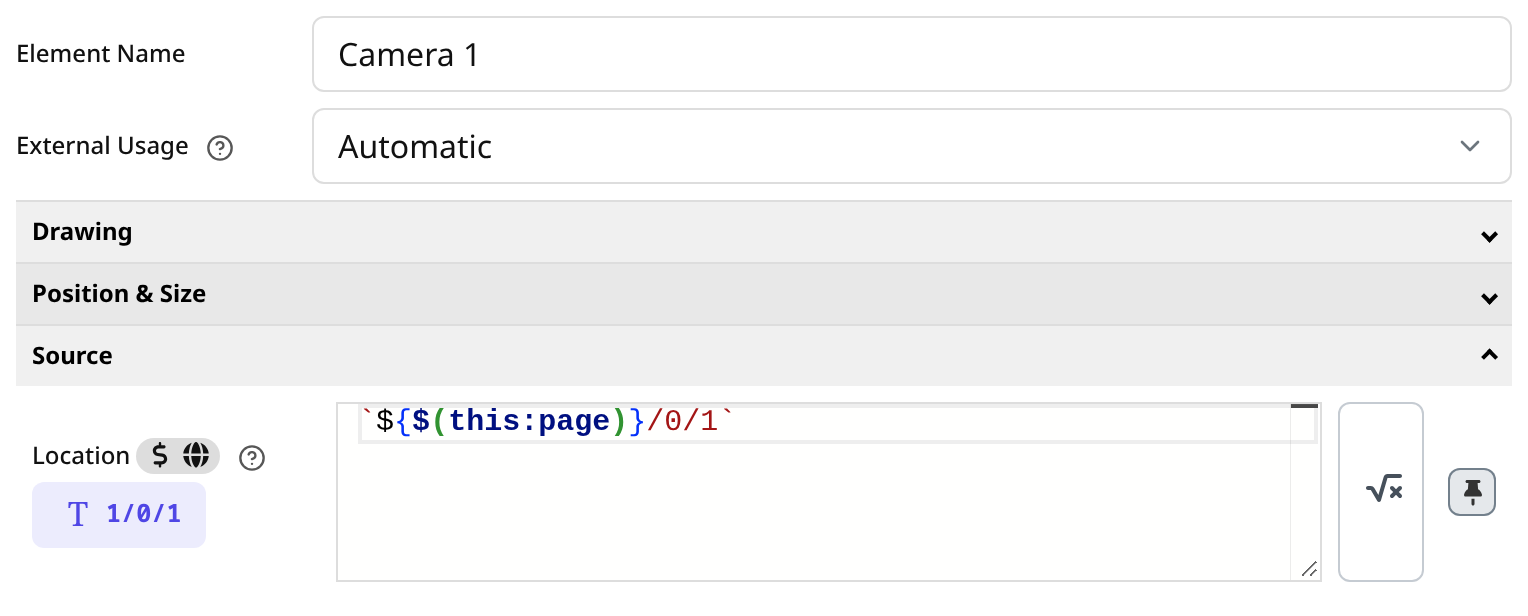 Element Name
Camera 1
External Usage
Automatic
Drawing
Position & Size
Source
Location $
`${$(this:page)}/0/1`
T 1/0/1
√x